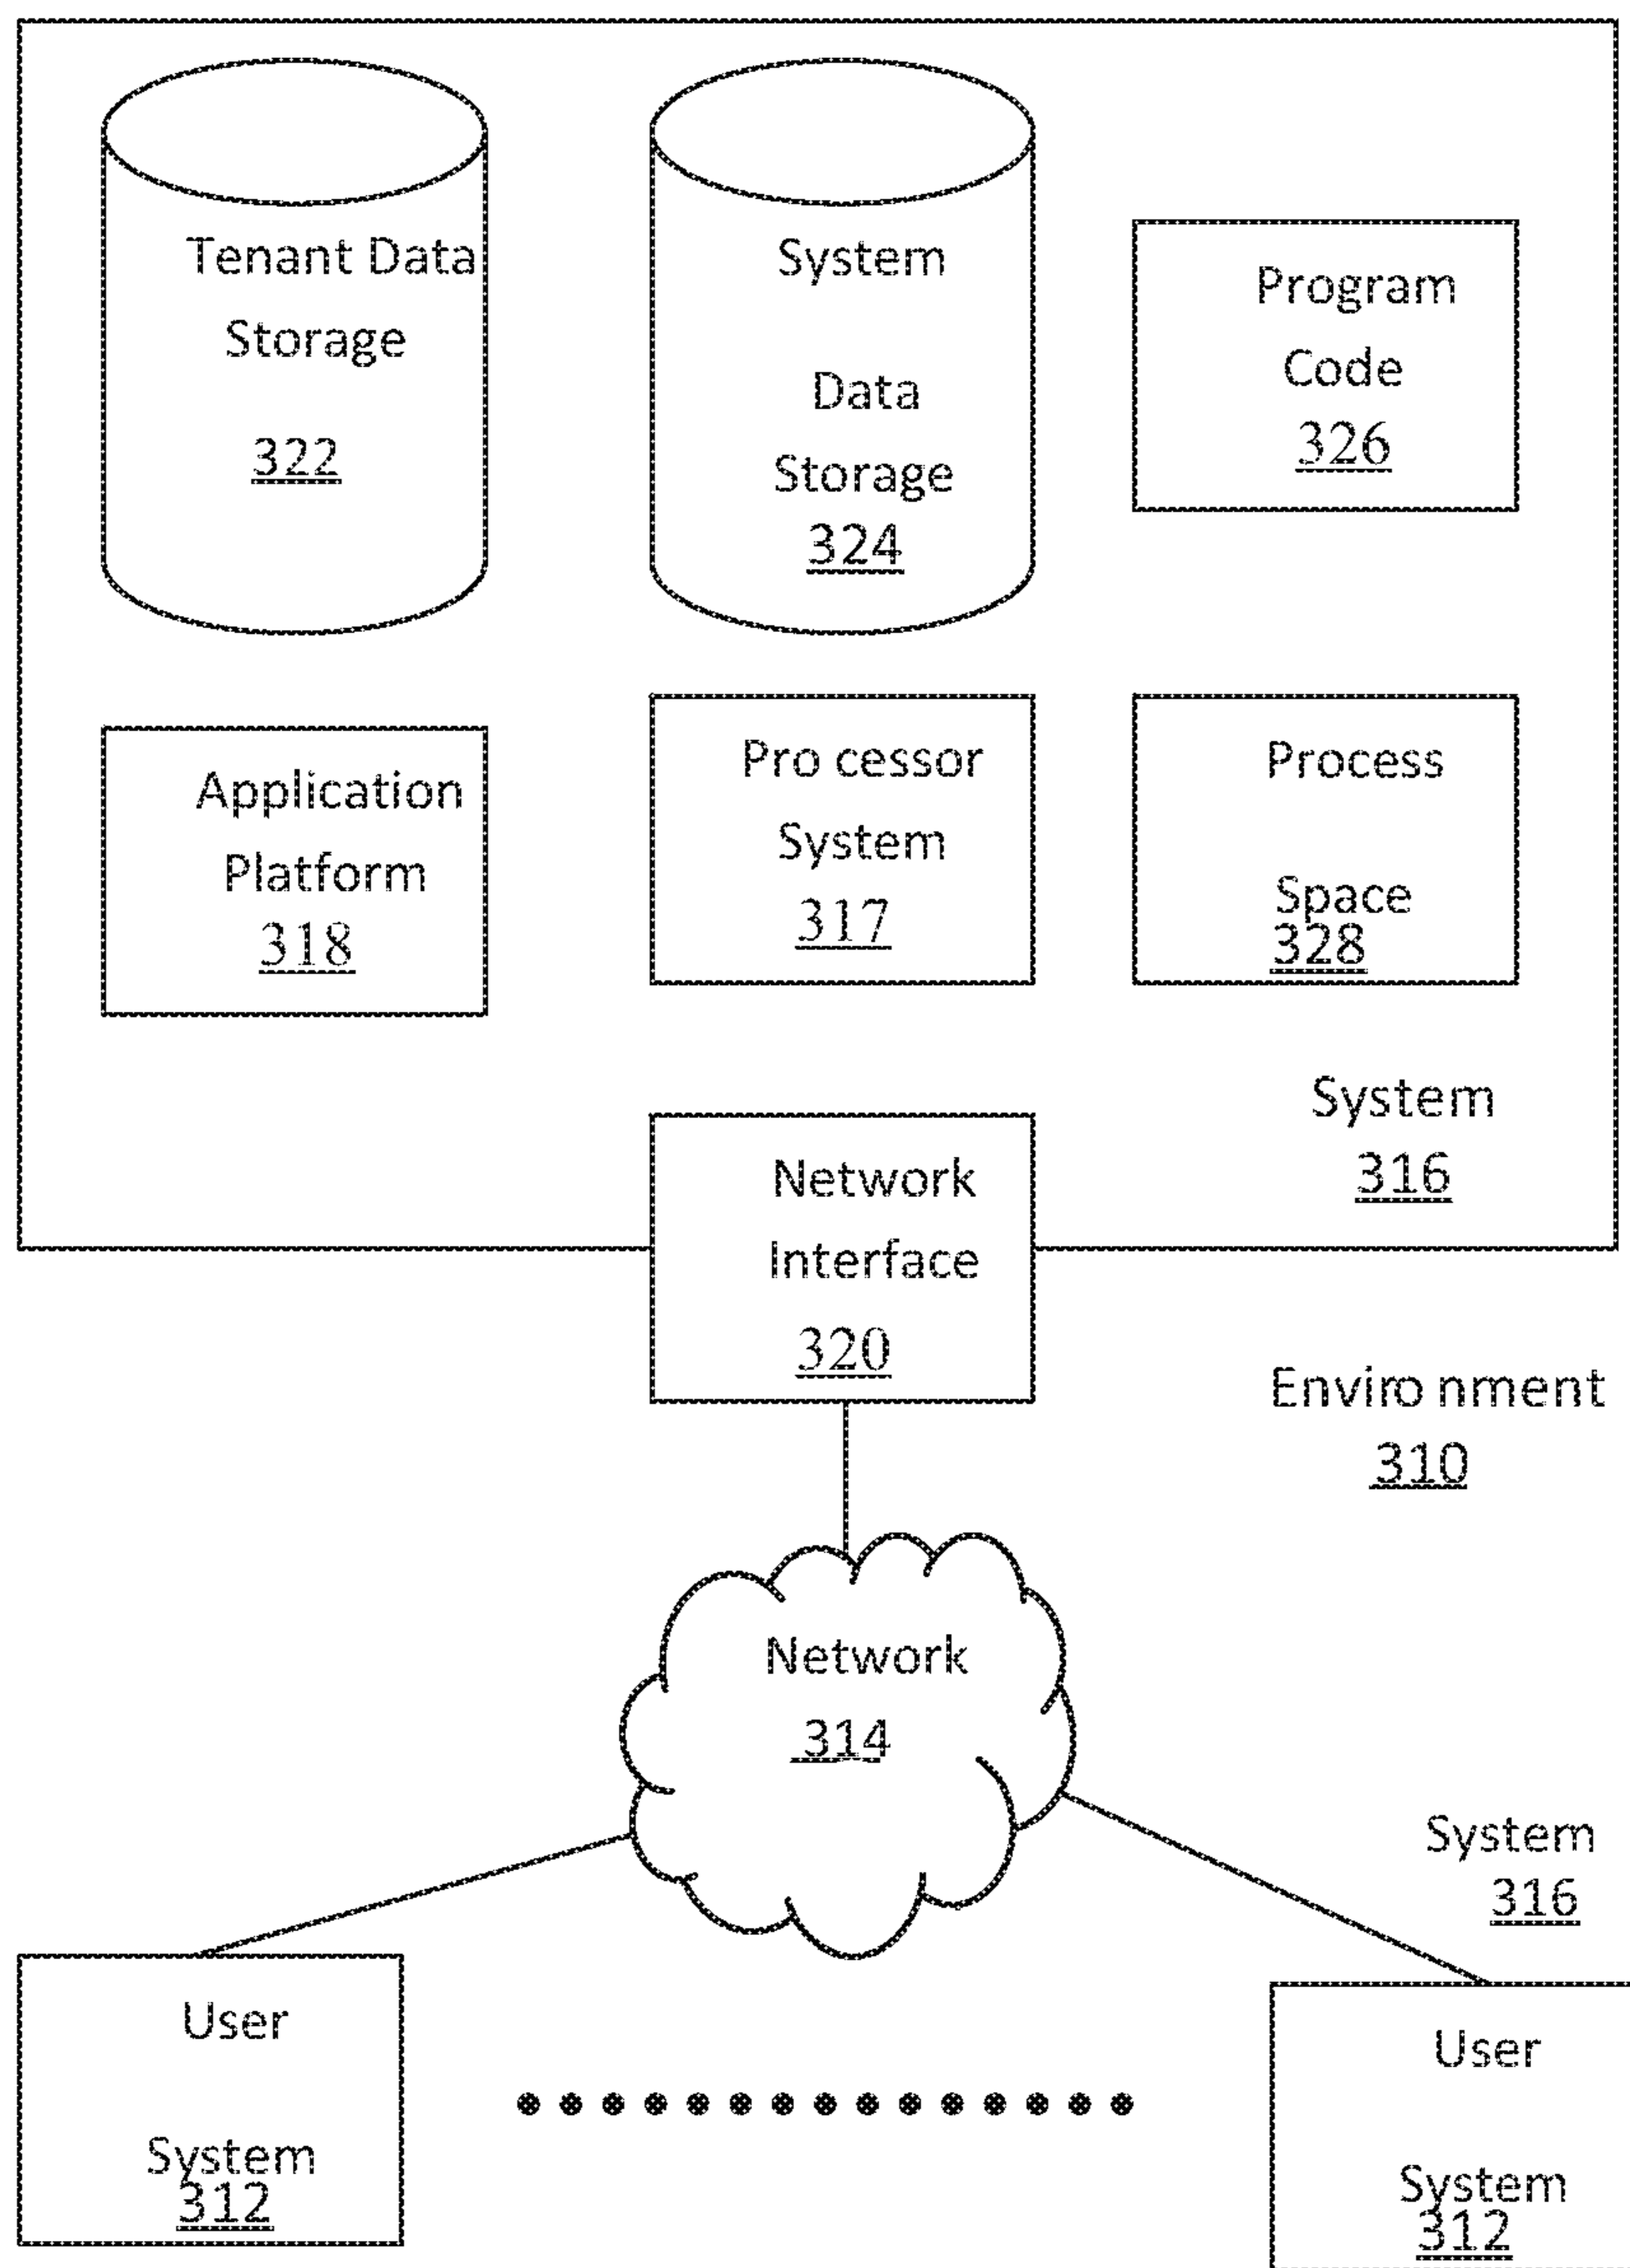 Tenant Data
Storage
322
System
Data
Storage
324
Program
Code
326
Application
Platform
318
Pro cessor
System
317
Process
Space
328
System
316
Network
Interface
320
Enviro nment
310
Network
314
System
316
User
System
312
User
System
312